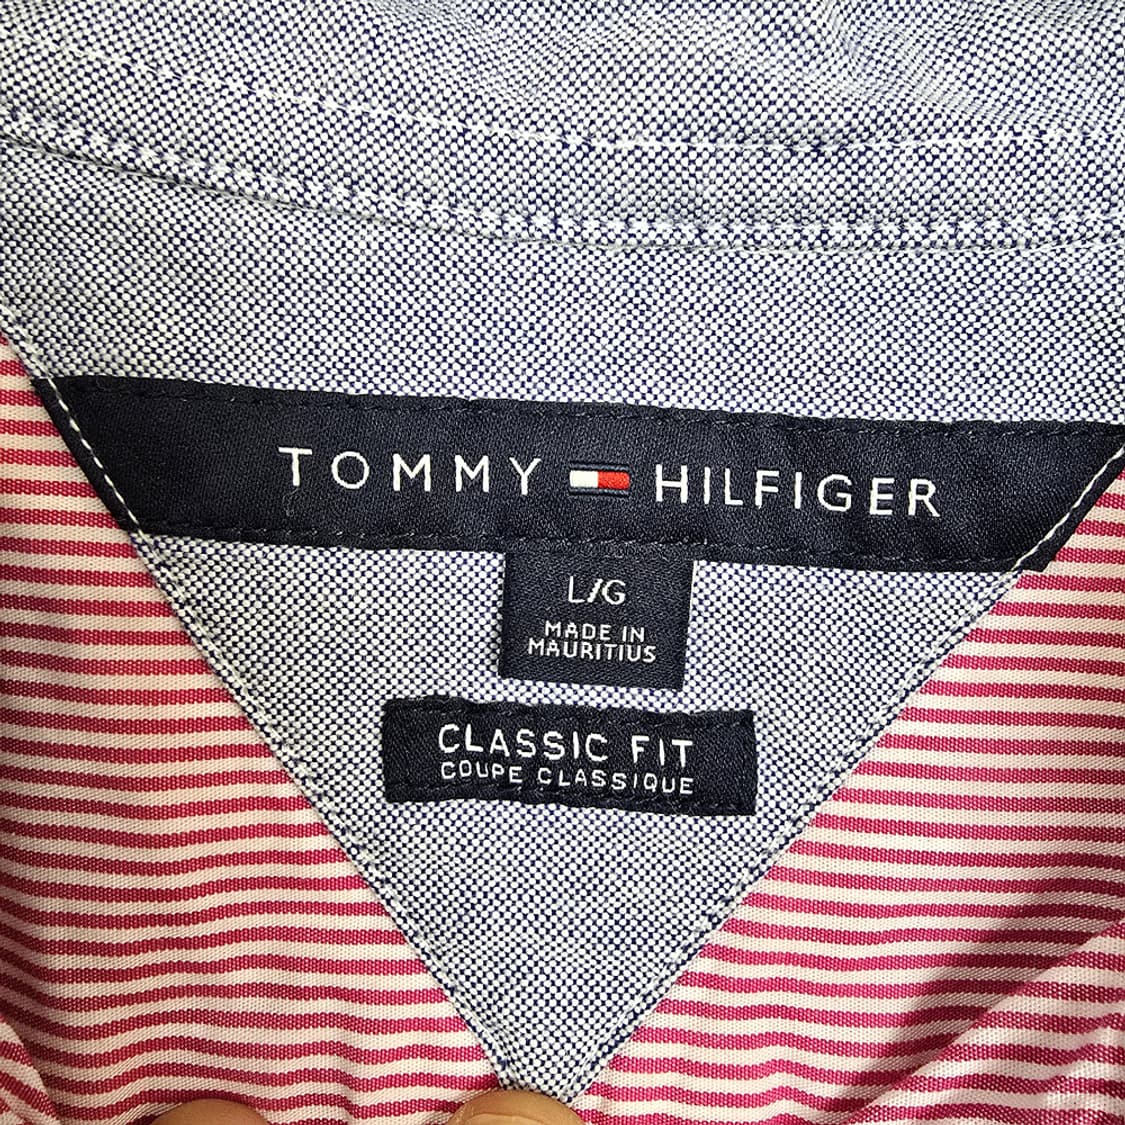 TOMMY HILFIGER
L/G
MADE IN
MAURITIUS
CLASSIC FIT
COUPE CLASSIQUE